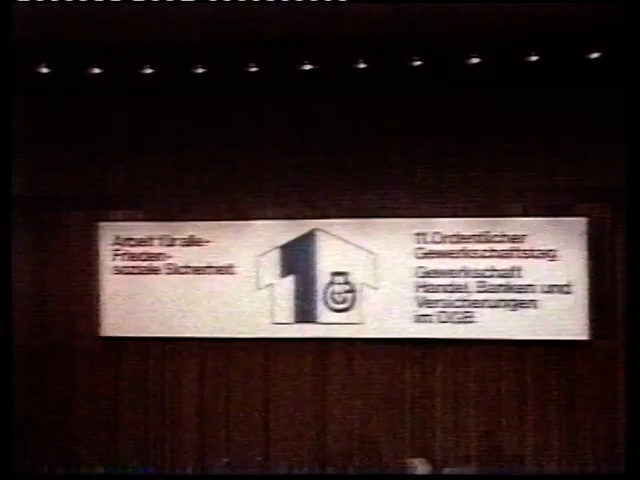 Arbeit für alle-
Frieden-
soziale Sicherheit
11. Ordentlicher
Gewerkschaftstag
Gewerkschaft
Handel, Banken und
Versicherungen
im DGB